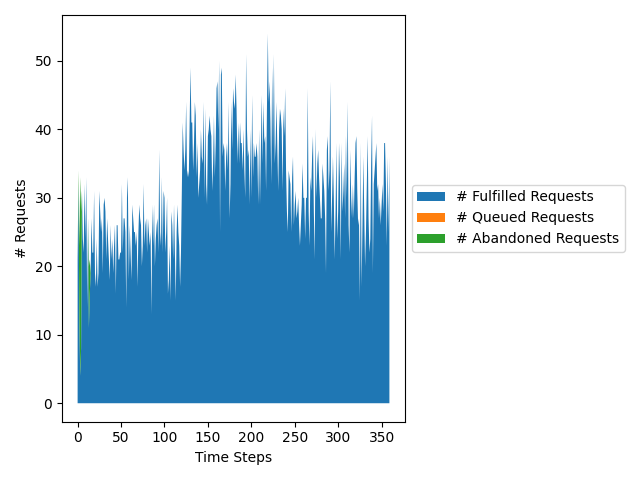 50
40
30
20
10
0
# Requests
0 50 100 150 200 250 300 350
Time Steps
# Fulfilled Requests
# Queued Requests
# Abandoned Requests